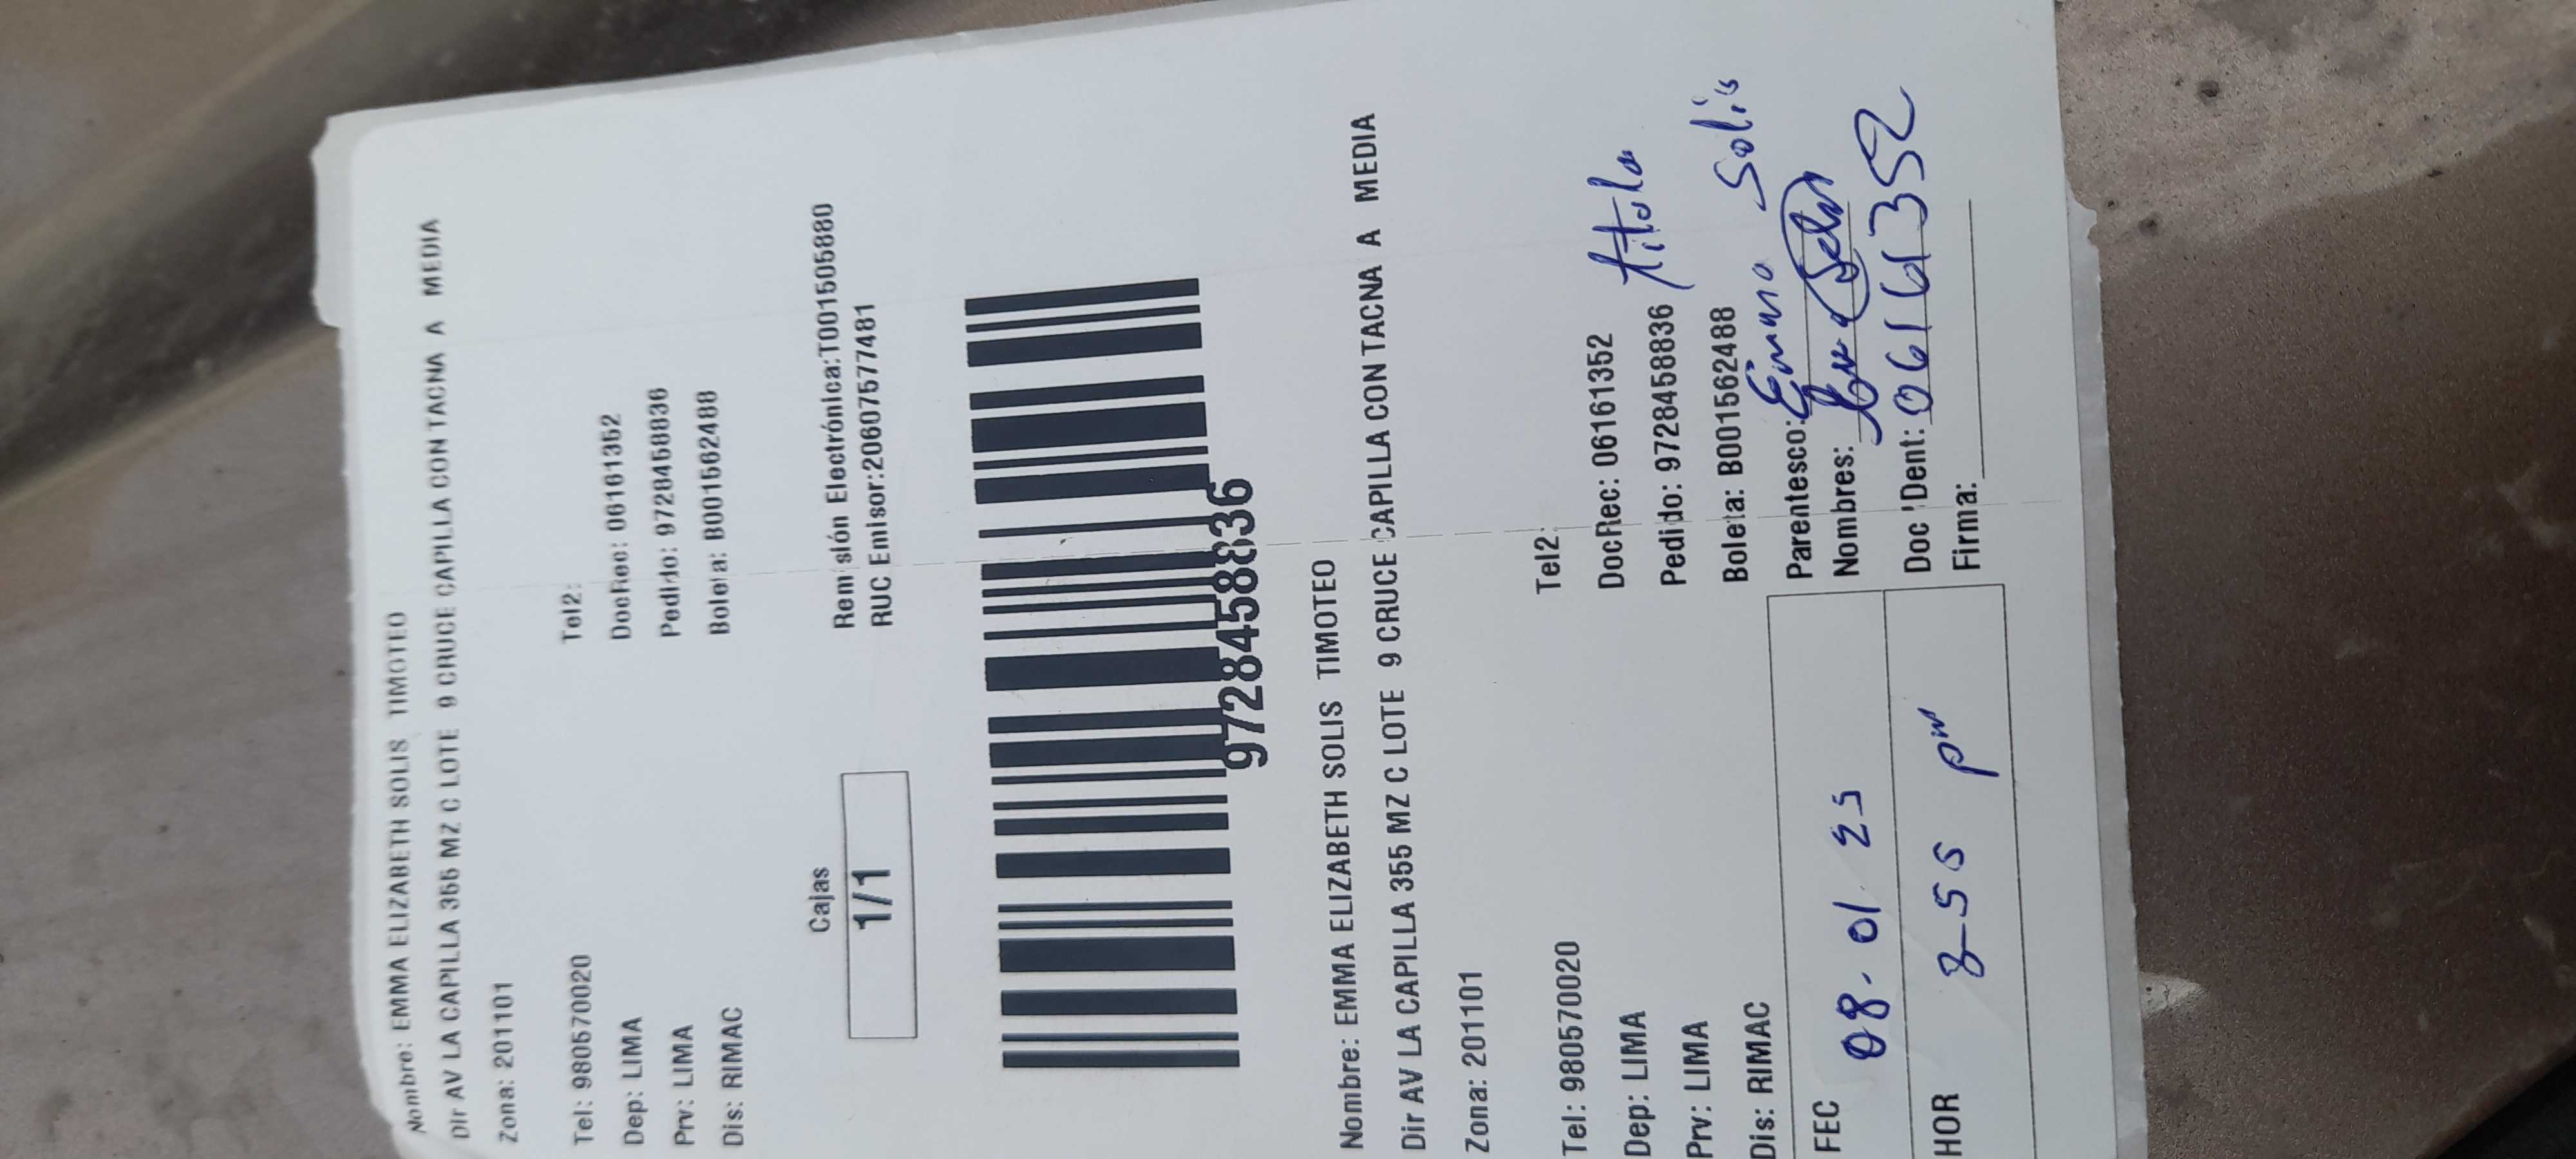 Nombre: EMMA ELIZABETH SOLIS TIMOTEO
Dir AV LA CAPILLA 355 MZ C LOTE 9 CRUCE CAPILLA CON TACNA A MEDIA
Zona: 201101
Tel: 980570020 Tel2:
Dep: LIMA DocRec: 06161352
Prv: LIMA Pedido: 9728458836
Dis: RIMAC Boleta: B001562488
Cajas Remisión Electrónica:T001505880
1/1 RUC Emisor:20607577481
9728458836
Nombre: EMMA ELIZABETH SOLIS TIMOTEO
Dir AV LA CAPILLA 355 MZ C LOTE 9 CRUCE CAPILLA CON TACNA A MEDIA
Zona: 201101
Tel: 980570020 Tel2:
Dep: LIMA DocRec: 06161352
Prv: LIMA Pedido: 9728458836 titular
Dis: RIMAC Boleta: B001562488
FEC 08.01 25 Parentesco: Emma Solis
Nombres:
HOR 3-55 pm Doc Dent: 06161352
Firma: